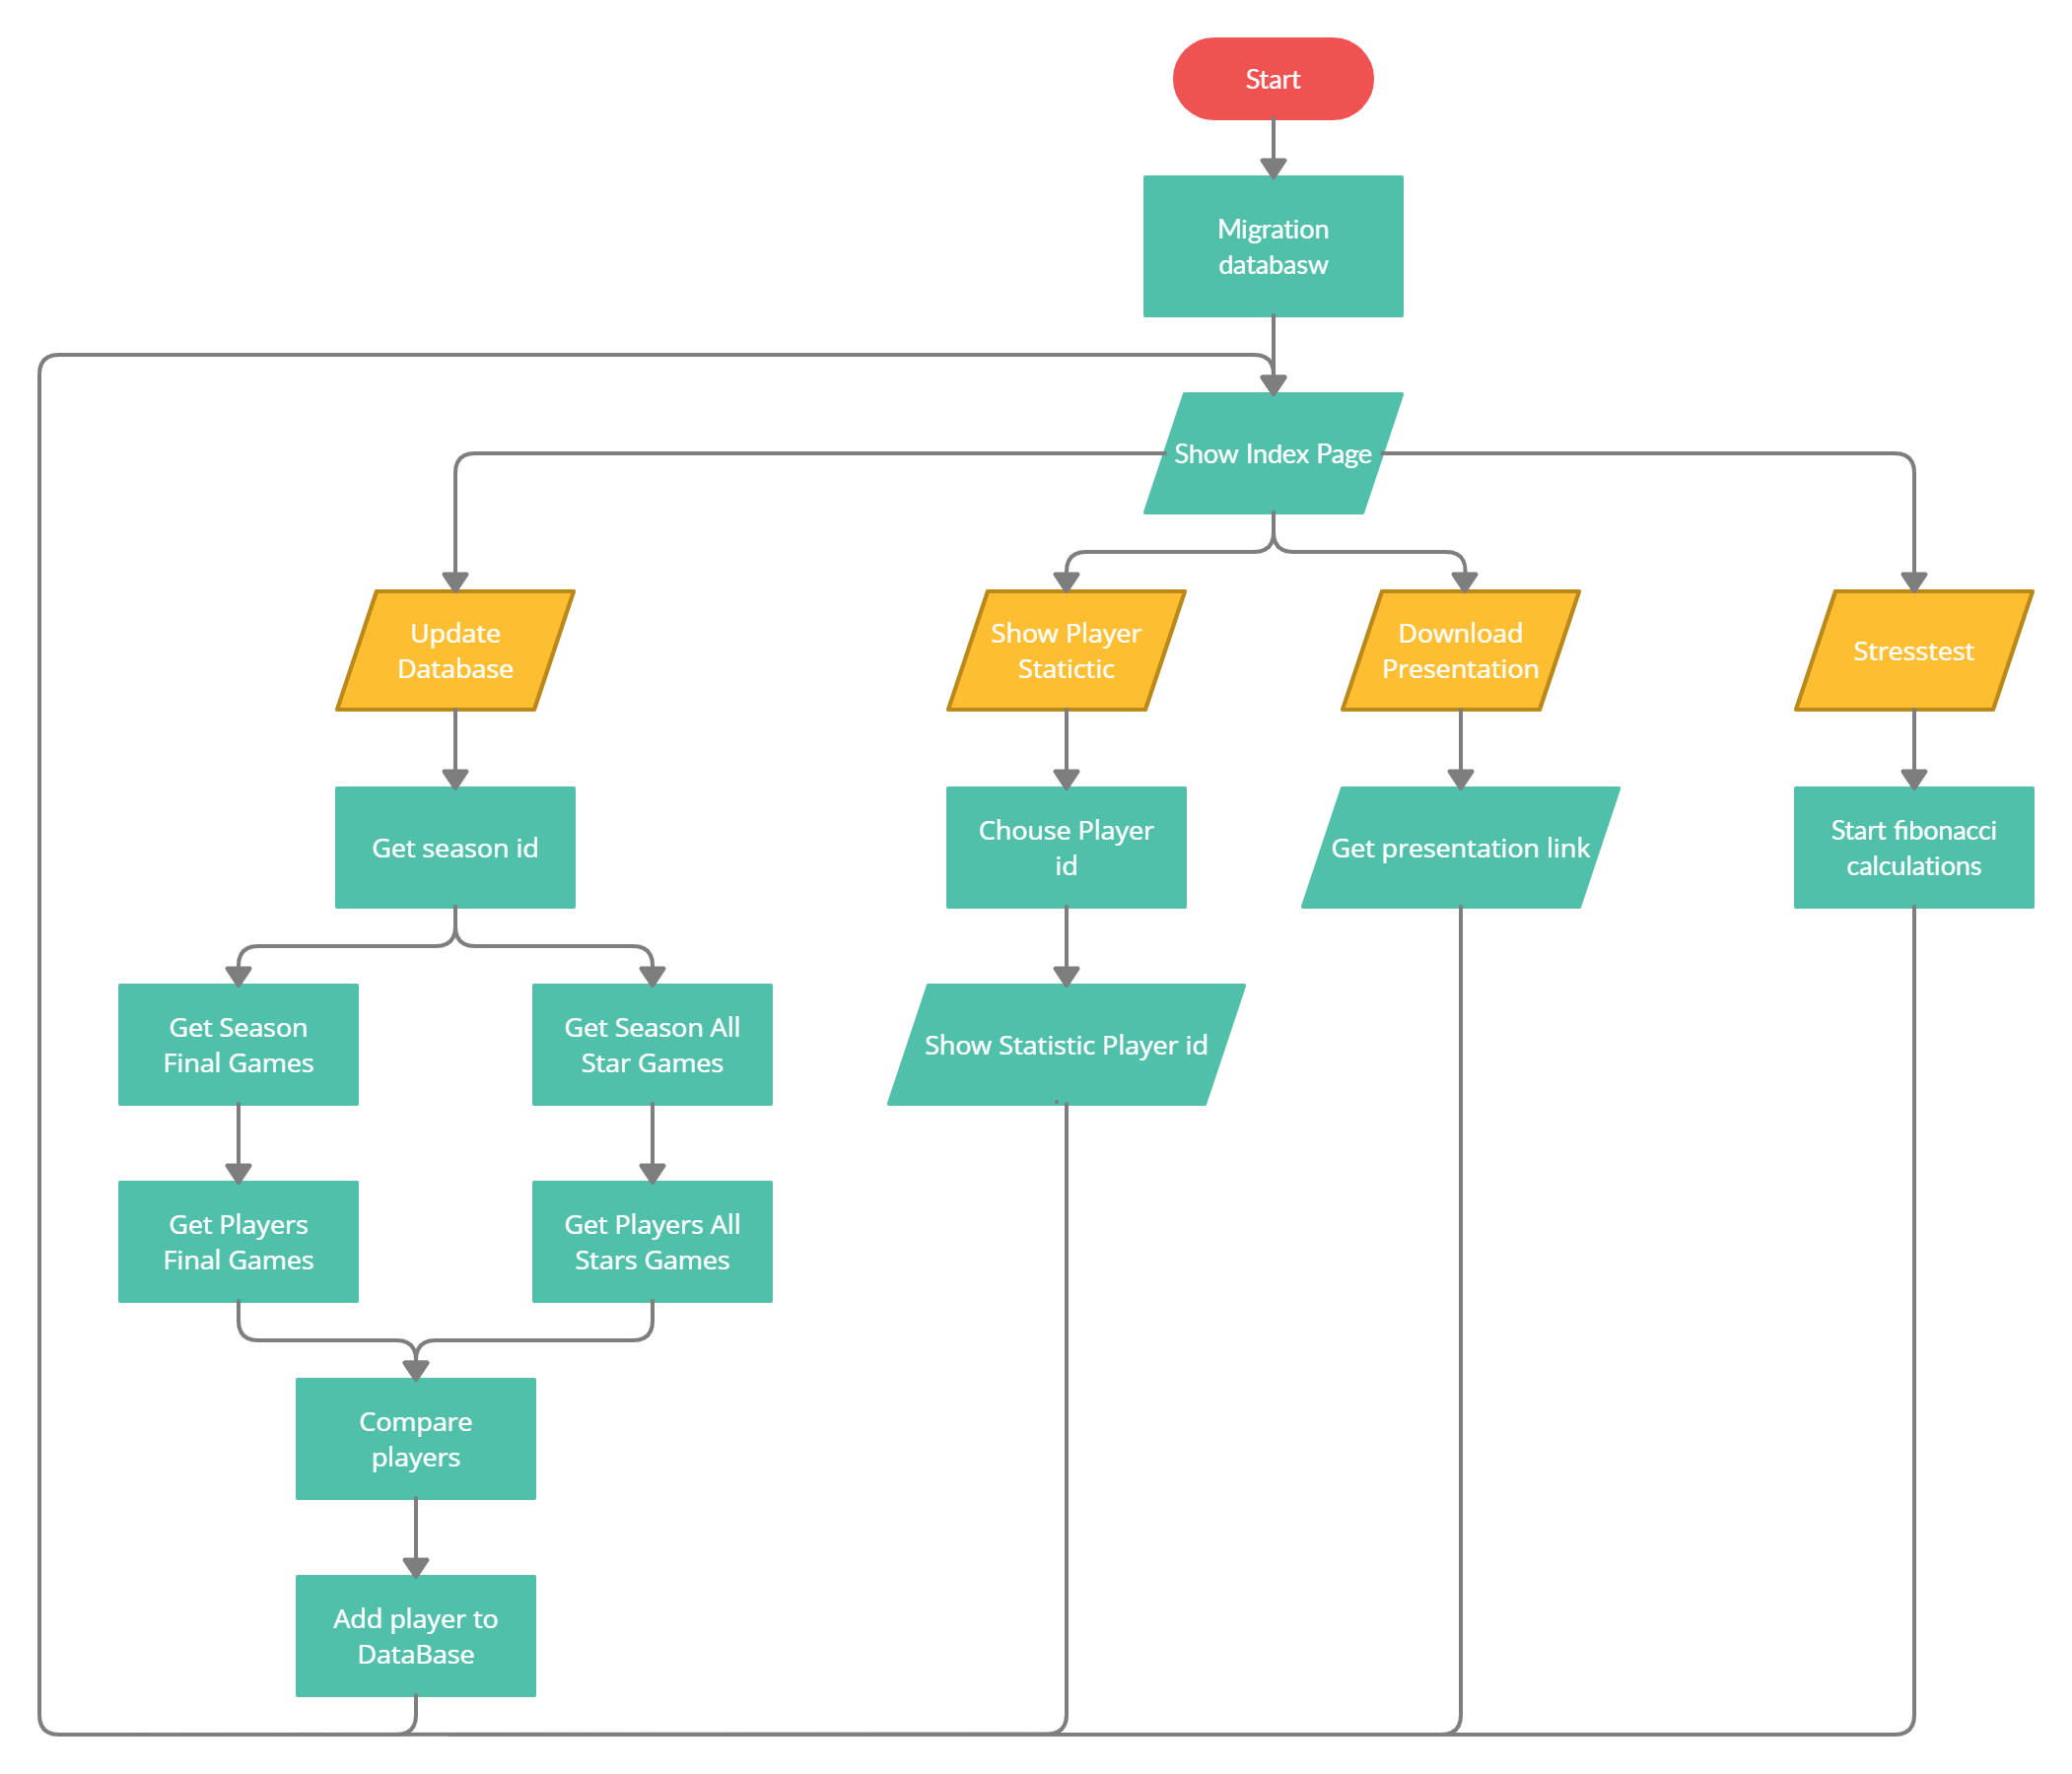 Start
Migration
databasw
Show Index Page
Update
Database
Show Player
Statictic
Download
Presentation
Stresstest
Get season id
Chouse Player
id
Get presentation link
Start fibonacci
calculations
Get Season
Final Games
Get Season All
Star Games
Show Statistic Player id
Get Players
Final Games
Get Players All
Stars Games
Compare
players
Add player to
DataBase